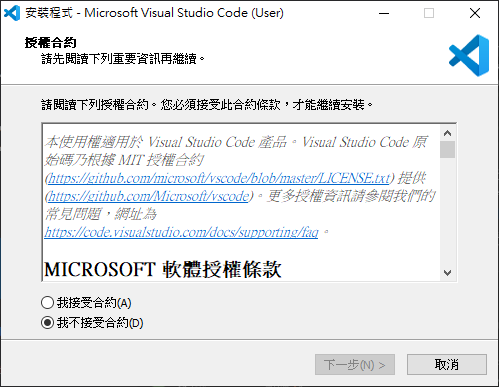 安裝程式 - Microsoft Visual Studio Code (User)
授權合約
請先閱讀下列重要資訊再繼續。
請閱讀下列授權合約。您必須接受此合約條款，才能繼續安裝。
本使用權適用於 Visual Studio Code 產品。Visual Studio Code 原
始碼乃根據 MIT 授權合約
(https://github.com/microsoft/vscode/blob/master/LICENSE.txt) 提供
(https://github.com/Microsoft/vscode)。更多授權資訊請參閱我們的
常見問題，網址為
https://code.visualstudio.com/docs/supporting/faq。
MICROSOFT 軟體授權條款
我接受合約(A)
我不接受合約(D)
下一步(N) >
取消